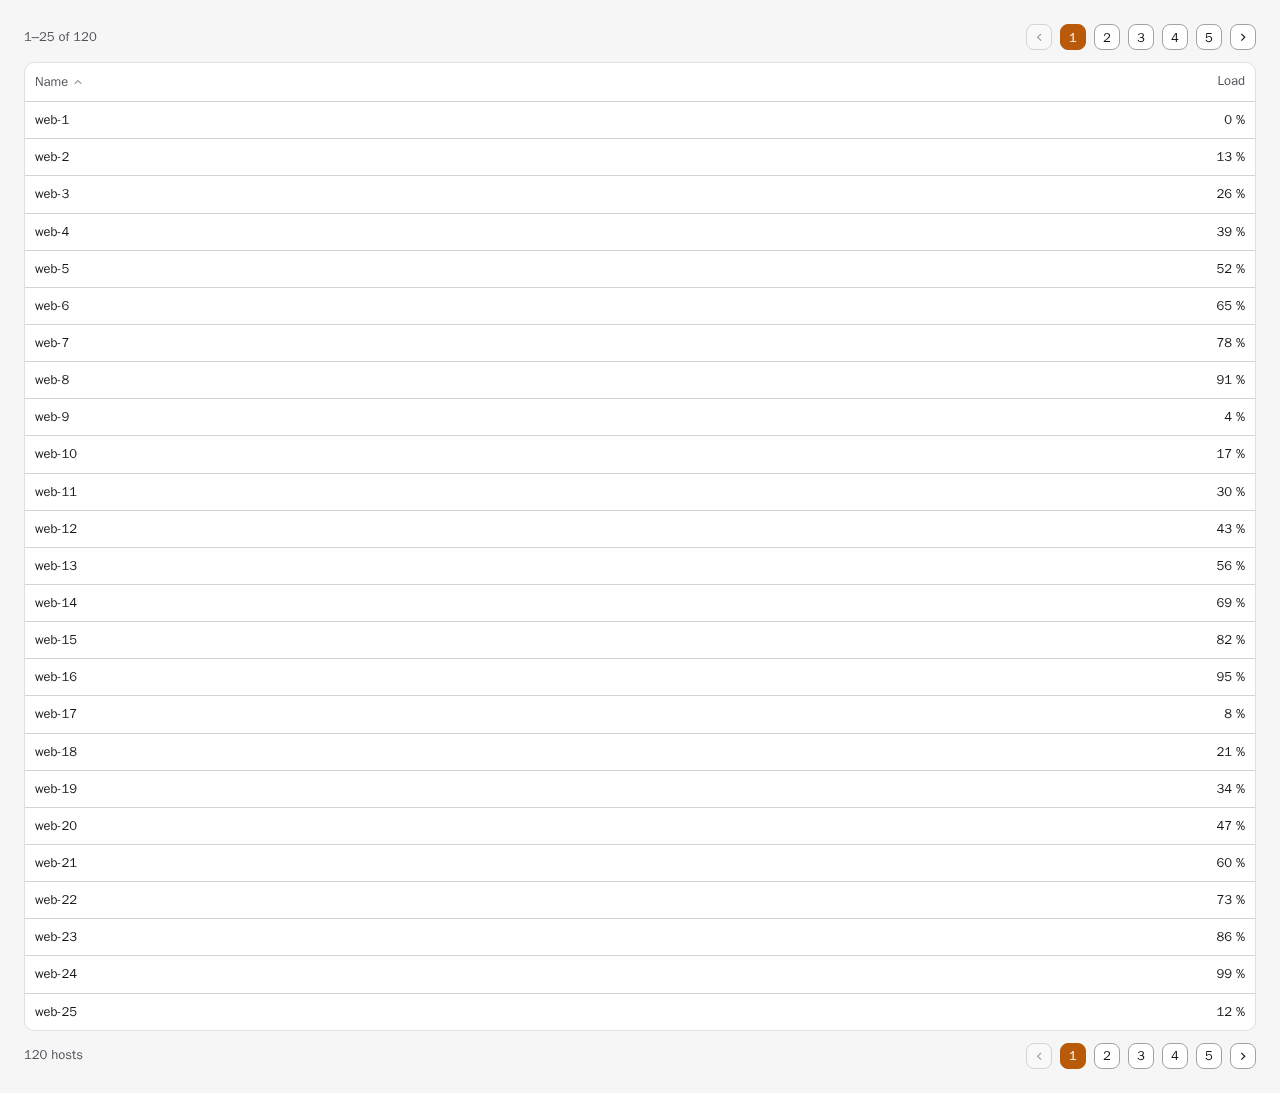 1–25 of 120 1 2 3 4 5
Name Load
web-1 0 %
web-2 13 %
web-3 26 %
web-4 39 %
web-5 52 %
web-6 65 %
web-7 78 %
web-8 91 %
web-9 4 %
web-10 17 %
web-11 30 %
web-12 43 %
web-13 56 %
web-14 69 %
web-15 82 %
web-16 95 %
web-17 8 %
web-18 21 %
web-19 34 %
web-20 47 %
web-21 60 %
web-22 73 %
web-23 86 %
web-24 99 %
web-25 12 %
120 hosts 1 2 3 4 5